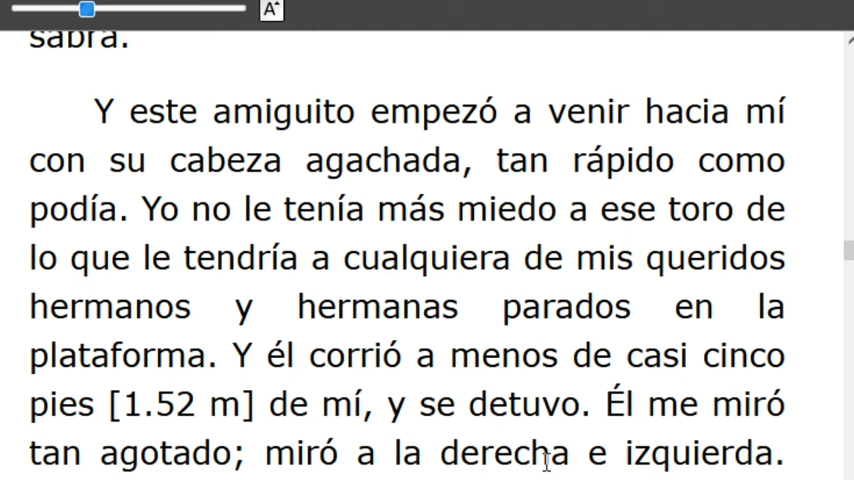 A
sabrá.
Y este amiguito empezó a venir hacia mí
con su cabeza agachada, tan rápido como
podía. Yo no le tenía más miedo a ese toro de
lo que le tendría a cualquiera de mis queridos
hermanos y hermanas parados en la
plataforma. Y él corrió a menos de casi cinco
pies [1.52 m] de mí, y se detuvo. Él me miró
tan agotado; miró a la derecha e izquierda.